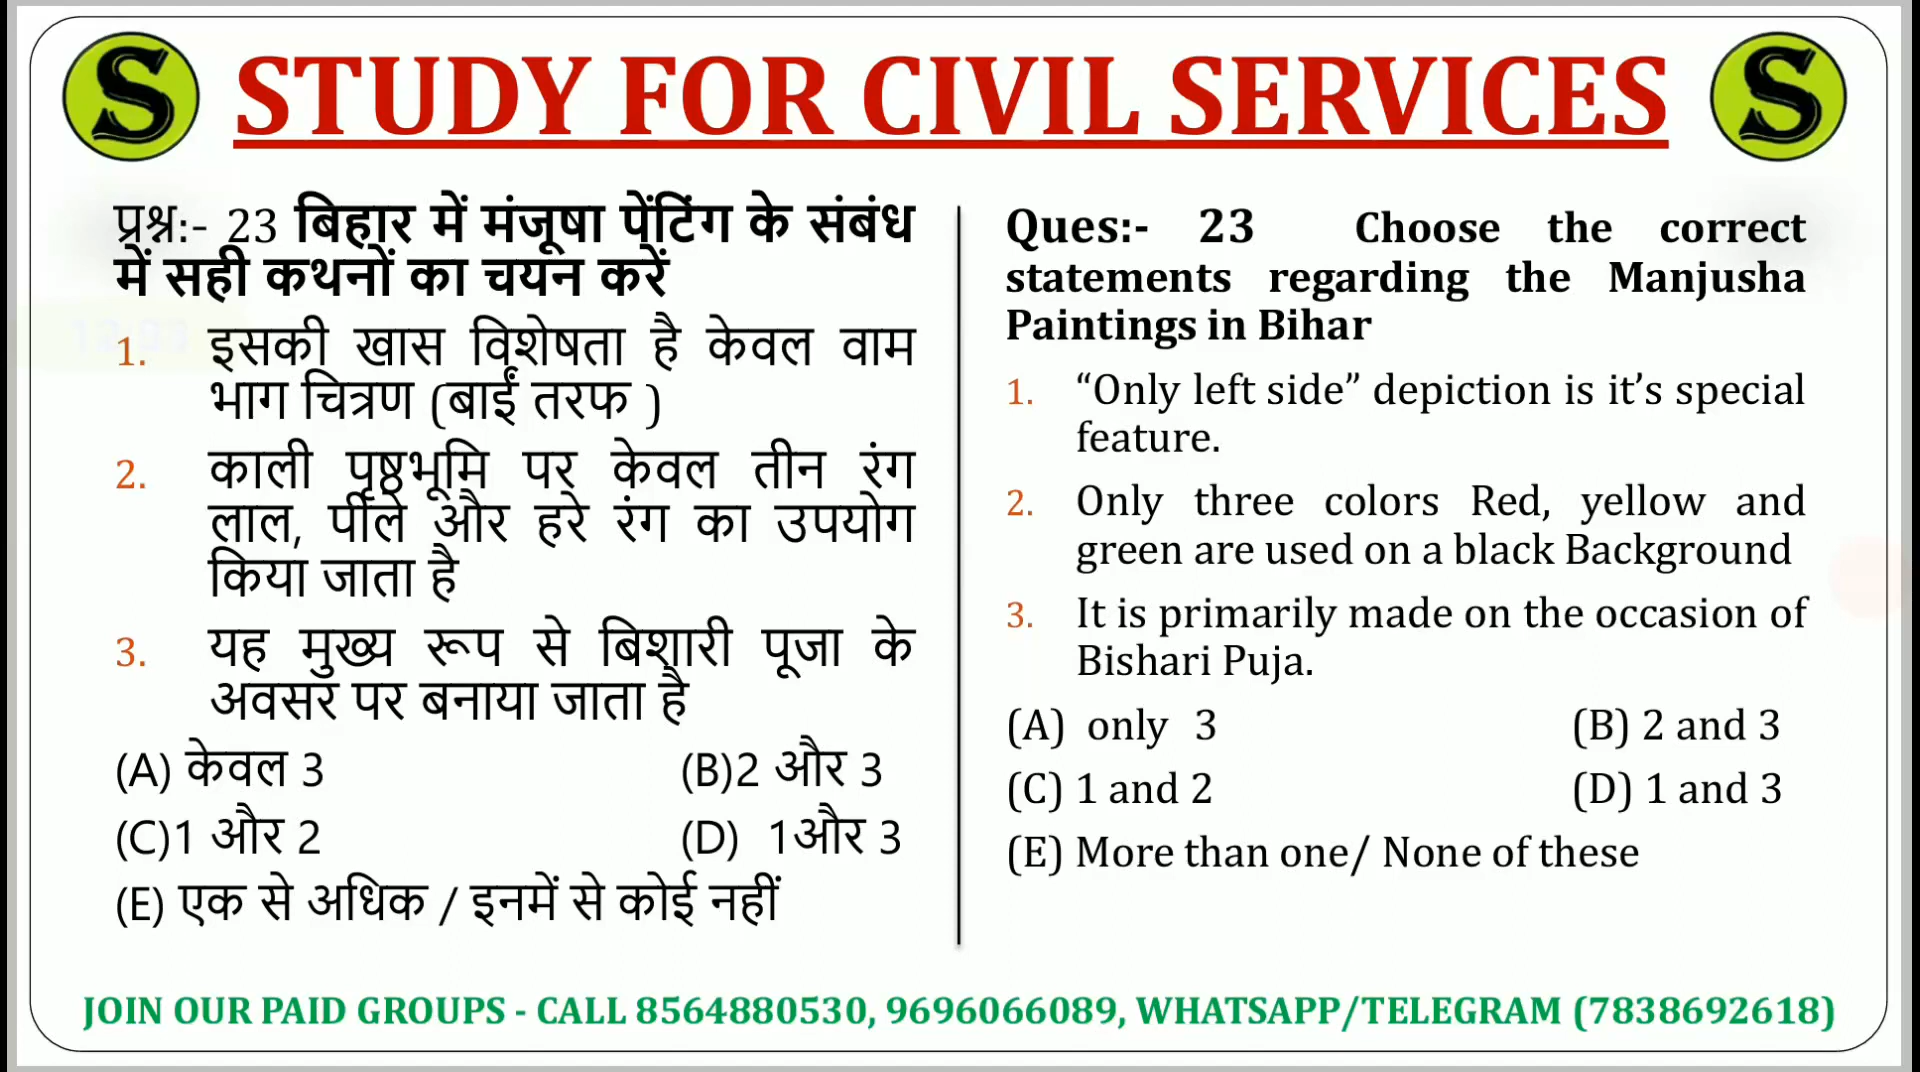 S STUDY FOR CIVIL SERVICES S
प्रश्न:- 23 बिहार में मंजूषा पेंटिंग के संबंध
में सही कथनों का चयन करें
1. इसकी खास विशेषता है केवल वाम
भाग चित्रण (बाईं तरफ )
2. काली पृष्ठभूमि पर केवल तीन रंग
लाल, पीले और हरे रंग का उपयोग
किया जाता है
3. यह मुख्य रूप से बिशारी पूजा के
अवसर पर बनाया जाता है
(A) केवल 3 (B)2 और 3
(C)1 और 2 (D) 1और 3
(E) एक से अधिक / इनमें से कोई नहीं
Ques:- 23 Choose the correct
statements regarding the Manjusha
Paintings in Bihar
1. “Only left side” depiction is it’s special
feature.
2. Only three colors Red, yellow and
green are used on a black Background
3. It is primarily made on the occasion of
Bishari Puja.
(A) only 3 (B) 2 and 3
(C) 1 and 2 (D) 1 and 3
(E) More than one/ None of these
JOIN OUR PAID GROUPS - CALL 8564880530, 9696066089, WHATSAPP/TELEGRAM (7838692618)